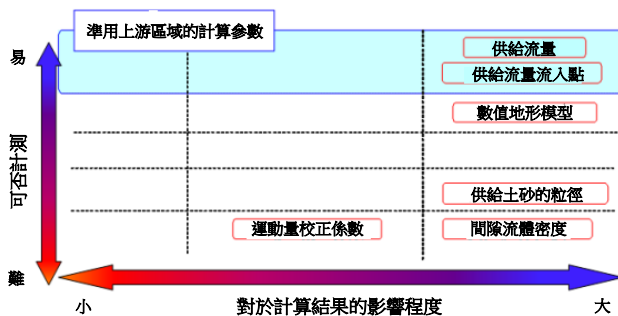 準用上游區域的計算參數
易
供給流量
供給流量流入點
數值地形模型
可否計測
供給土砂的粒徑
運動量校正係數
間隙流體密度
難
小
對於計算結果的影響程度
大